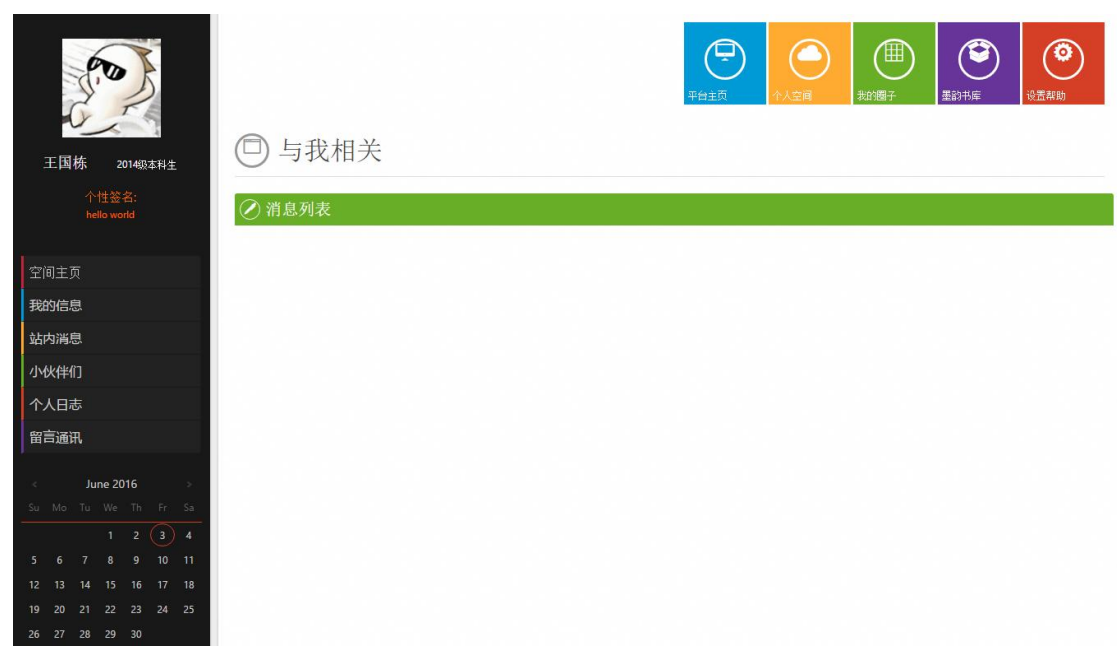 平台主页 个人空间 我的圈子 墨韵书库 设置帮助
王国栋 2014级本科生
个性签名:
hello world
空间主页
我的信息
站内消息
小伙伴们
个人日志
留言通讯
< June 2016 >
Su Mo Tu We Th Fr Sa
1 2 3 4
5 6 7 8 9 10 11
12 13 14 15 16 17 18
19 20 21 22 23 24 25
26 27 28 29 30
与我相关
消息列表